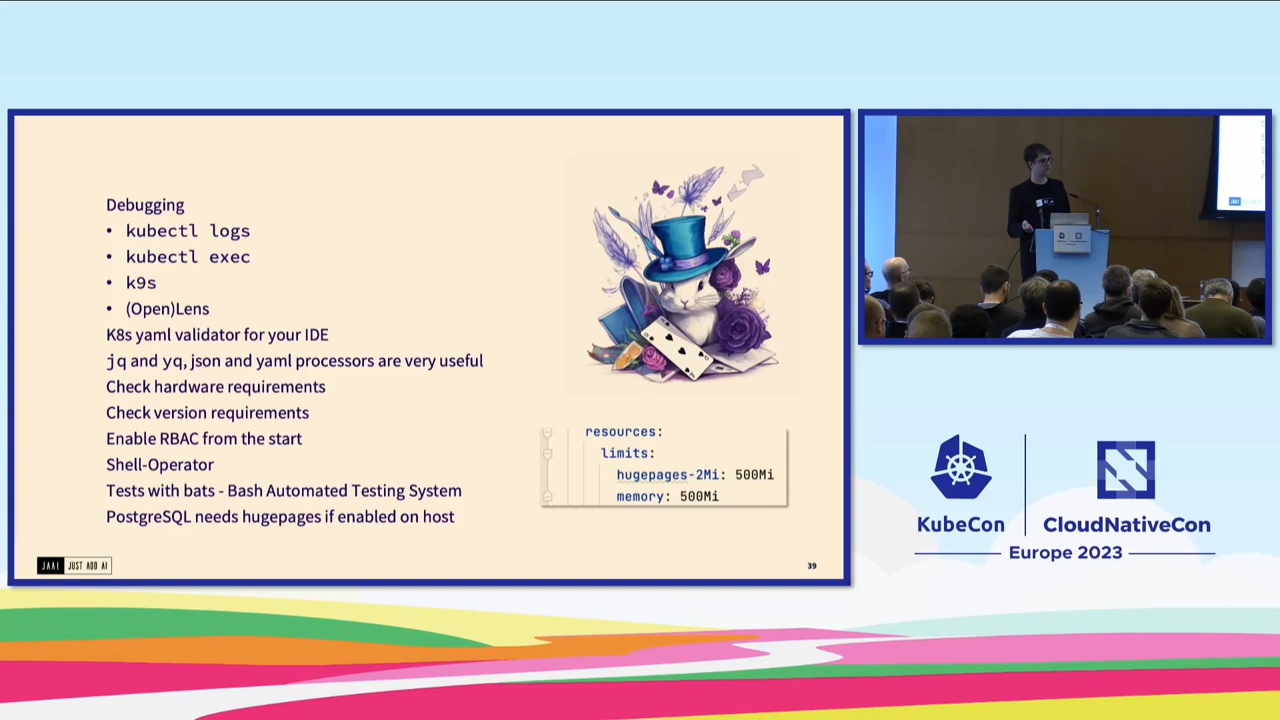 Debugging
• kubectl logs
• kubectl exec
• k9s
• (Open)Lens
K8s yaml validator for your IDE
jq and yq, json and yaml processors are very useful
Check hardware requirements
Check version requirements
Enable RBAC from the start
Shell-Operator
Tests with bats - Bash Automated Testing System
PostgreSQL needs hugepages if enabled on host
resources:
limits:
hugepages-2Mi: 500Mi
memory: 500Mi
JAAI JUST ADD AI
39
KubeCon
CloudNativeCon
Europe 2023